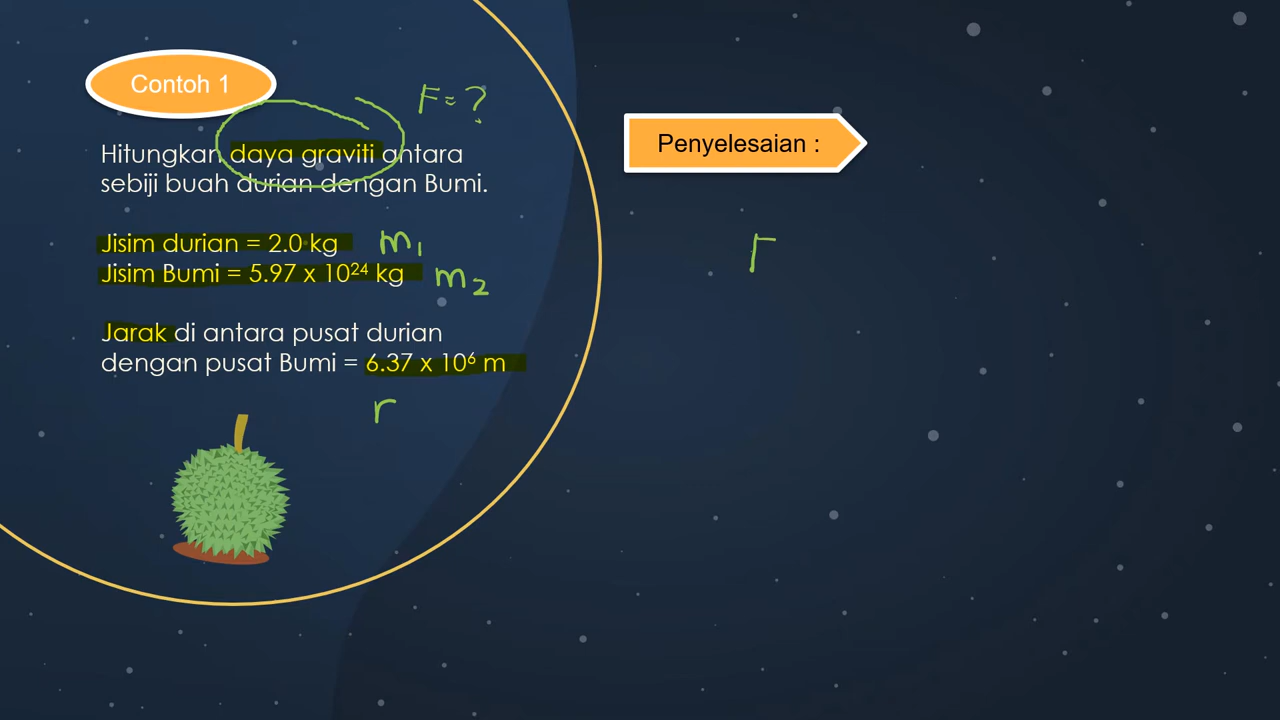 Contoh 1
F = ?
Hitungkan daya graviti antara
sebiji buah durian dengan Bumi.
Jisim durian = 2.0 kg m₁
Jisim Bumi = 5.97 x 10²⁴ kg m₂
Jarak di antara pusat durian
dengan pusat Bumi = 6.37 x 10⁶ m
r
Penyelesaian :